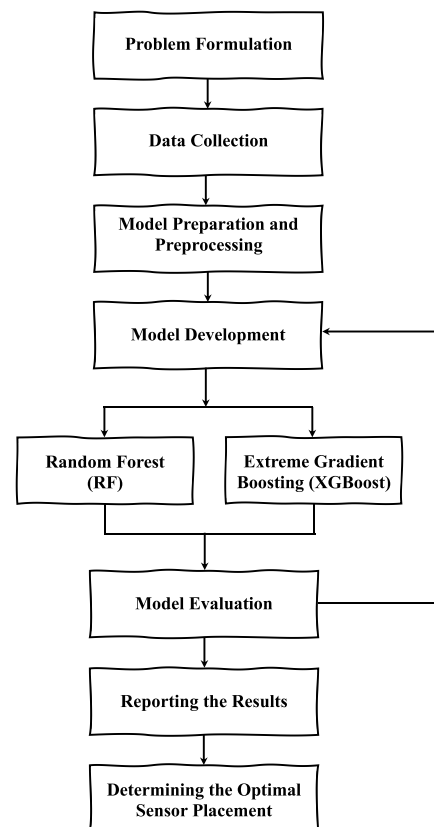 Problem Formulation
Data Collection
Model Preparation and
Preprocessing
Model Development
Random Forest
(RF)
Extreme Gradient
Boosting (XGBoost)
Model Evaluation
Reporting the Results
Determining the Optimal
Sensor Placement